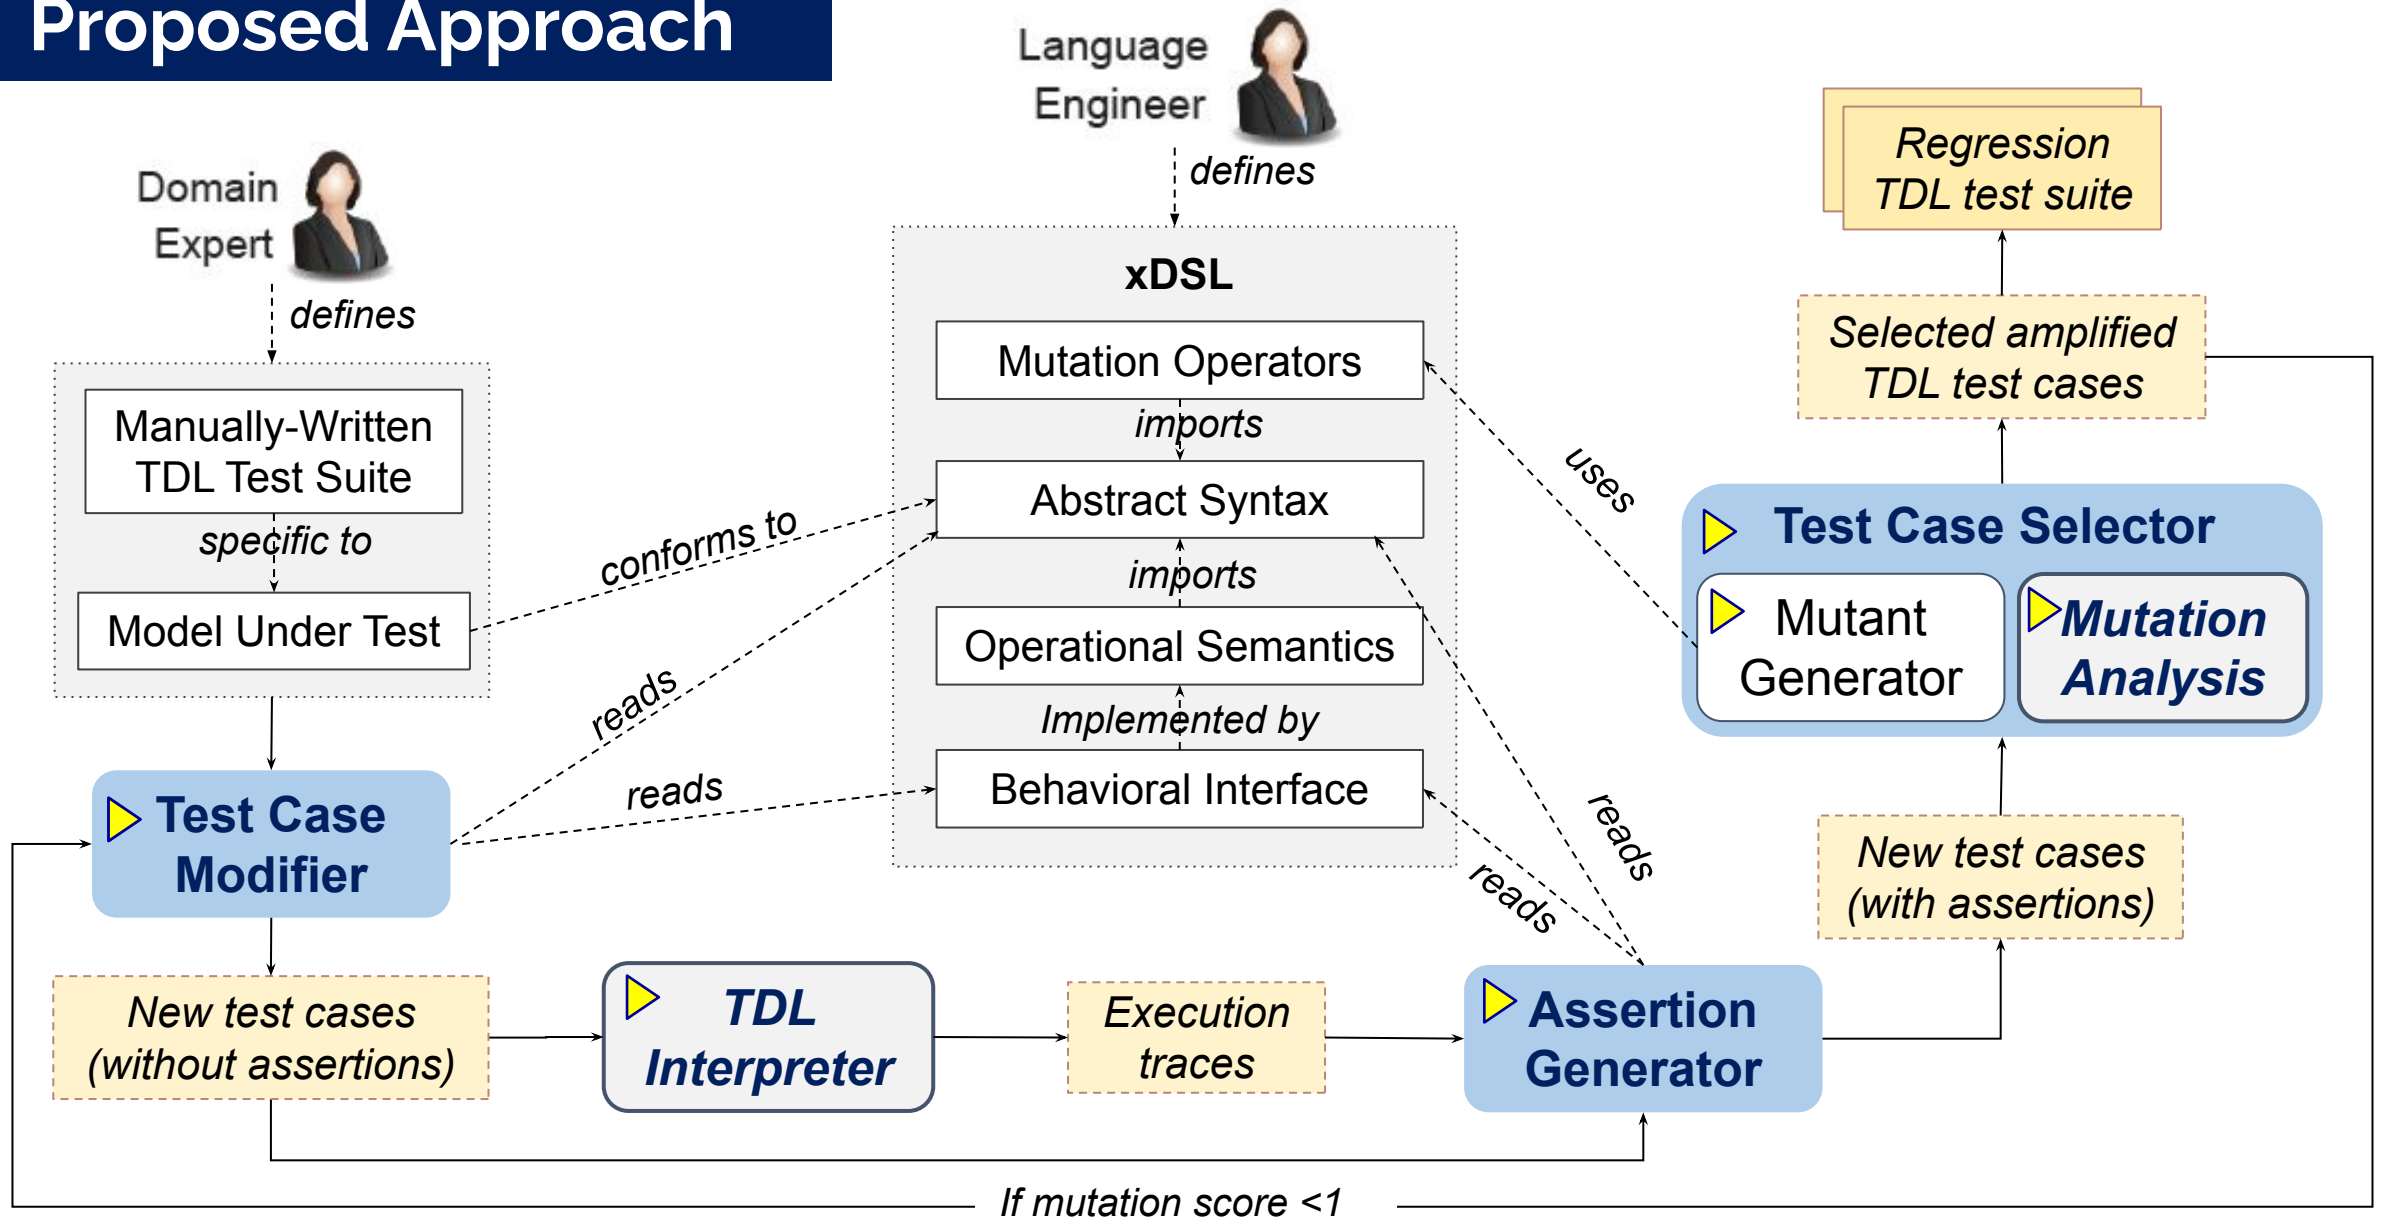 Proposed Approach
Language
Engineer
defines
Domain
Expert
defines
Manually-Written
TDL Test Suite
specific to
Model Under Test
conforms to
reads
reads
xDSL
Mutation Operators
imports
Abstract Syntax
imports
Operational Semantics
Implemented by
Behavioral Interface
uses
reads
reads
Regression
TDL test suite
Selected amplified
TDL test cases
Test Case Selector
Mutant
Generator
Mutation
Analysis
New test cases
(with assertions)
Test Case
Modifier
New test cases
(without assertions)
TDL
Interpreter
Execution
traces
Assertion
Generator
If mutation score <1